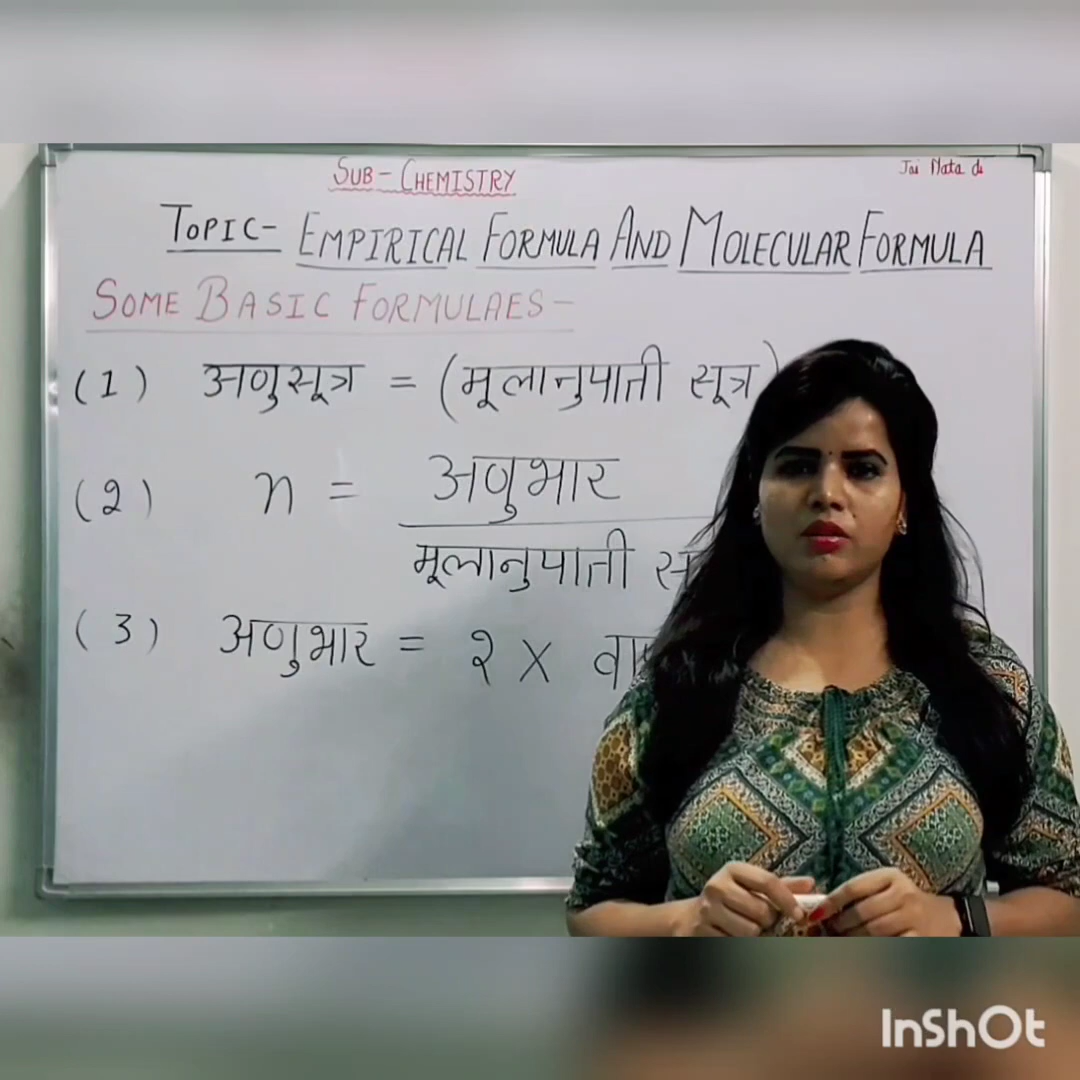 SUB - CHEMISTRY
Jai Mata di
TOPIC- EMPIRICAL FORMULA AND MOLECULAR FORMULA
SOME BASIC FORMULAES -
(1) अणुसूत्र = (मूलानुपाती सूत्र)
(2) n = अणुभार
मूलानुपाती
(3) अणुभार = २ X
InShOt